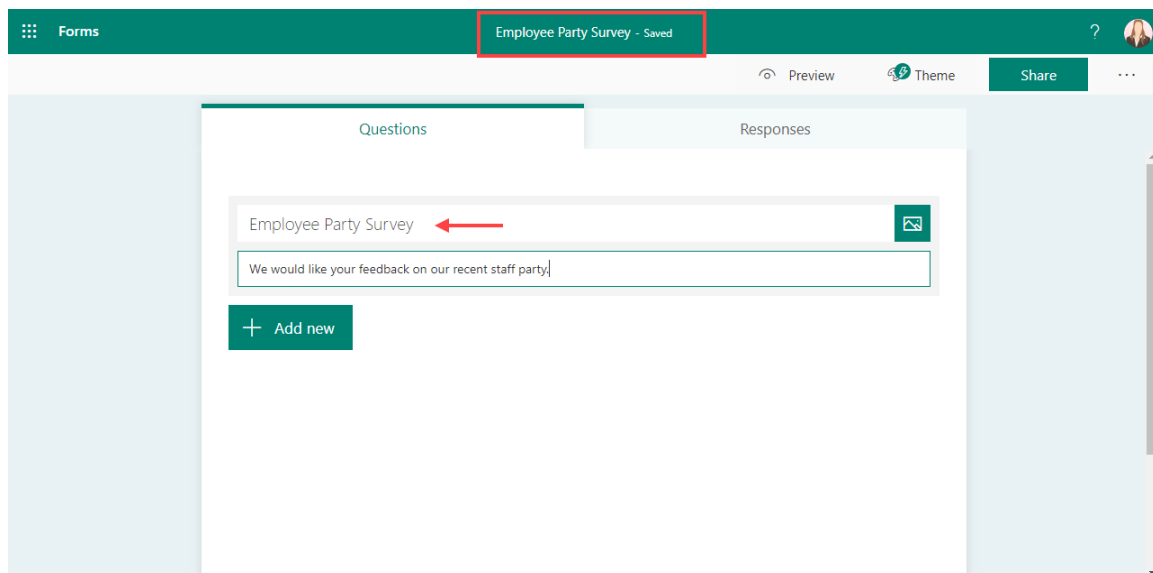 Forms
Employee Party Survey - Saved
?
Preview
Theme
Share
...
Questions
Responses
Employee Party Survey
We would like your feedback on our recent staff party.
+ Add new